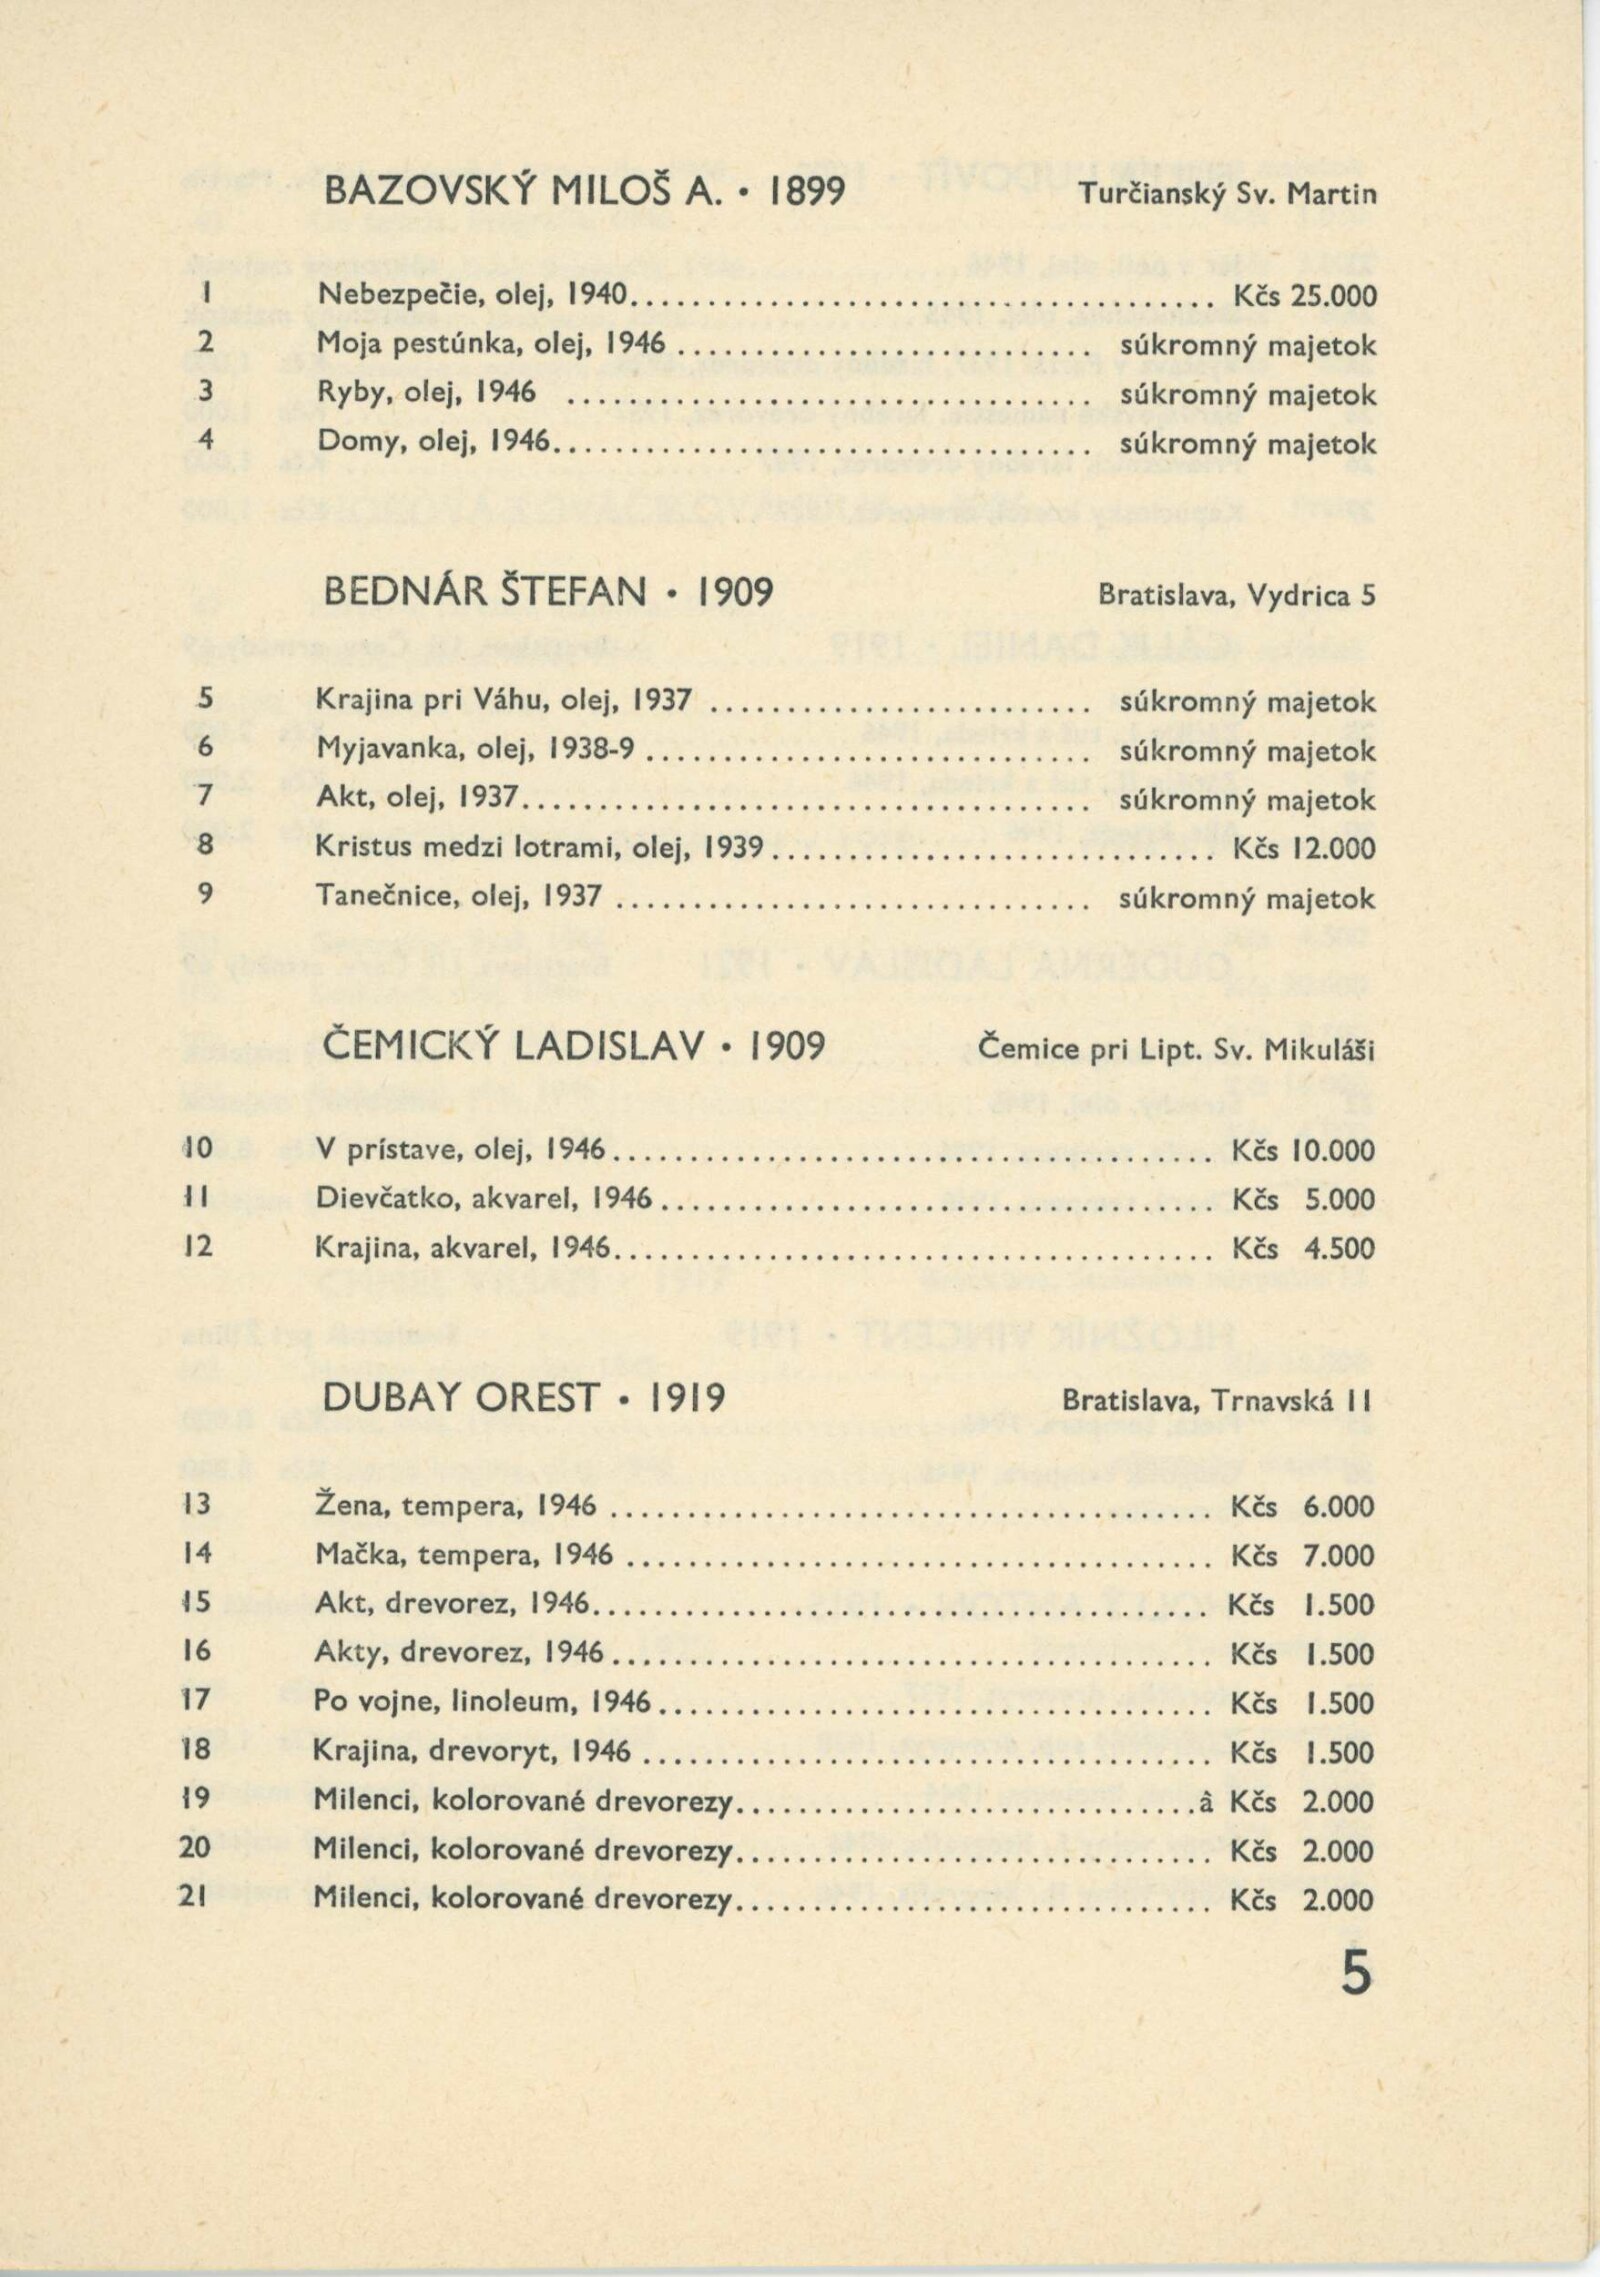 BAZOVSKÝ MILOŠ A. • 1899 Turčianský Sv. Martin
1 Nebezpečie, olej, 1940...................................... Kčs 25.000
2 Moja pestúnka, olej, 1946 ........................... súkromný majetok
3 Ryby, olej, 1946 .................................. súkromný majetok
4 Domy, olej, 1946................................... súkromný majetok
BEDNÁR ŠTEFAN • 1909 Bratislava, Vydrica 5
5 Krajina pri Váhu, olej, 1937 ......................... súkromný majetok
6 Myjavanka, olej, 1938-9 ............................. súkromný majetok
7 Akt, olej, 1937..................................... súkromný majetok
8 Kristus medzi lotrami, olej, 1939............................. Kčs 12.000
9 Tanečnice, olej, 1937 ............................... súkromný majetok
ČEMICKÝ LADISLAV • 1909 Čemice pri Lipt. Sv. Mikuláši
10 V prístave, olej, 1946....................................... Kčs 10.000
11 Dievčatko, akvarel, 1946.................................... Kčs 5.000
12 Krajina, akvarel, 1946....................................... Kčs 4.500
DUBAY OREST • 1919 Bratislava, Trnavská 11
13 Žena, tempera, 1946 ....................................... Kčs 6.000
14 Mačka, tempera, 1946 ...................................... Kčs 7.000
15 Akt, drevorez, 1946........................................ Kčs 1.500
16 Akty, drevorez, 1946....................................... Kčs 1.500
17 Po vojne, linoleum, 1946.................................... Kčs 1.500
18 Krajina, drevoryt, 1946 ..................................... Kčs 1.500
19 Milenci, kolorované drevorezy..............................â Kčs 2.000
20 Milenci, kolorované drevorezy............................... Kčs 2.000
21 Milenci, kolorované drevorezy............................... Kčs 2.000
5